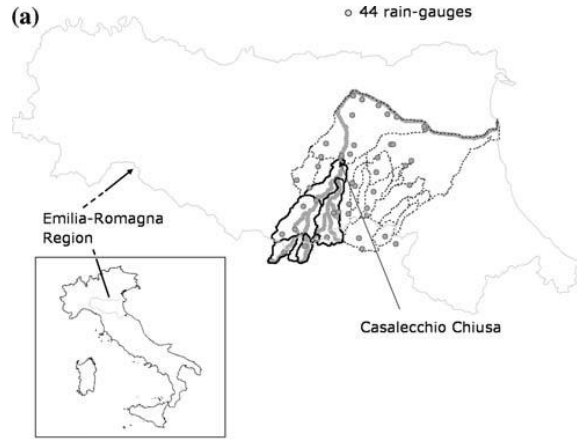 (a)
44 rain-gauges
Emilia-Romagna
Region
Casalecchio Chiusa